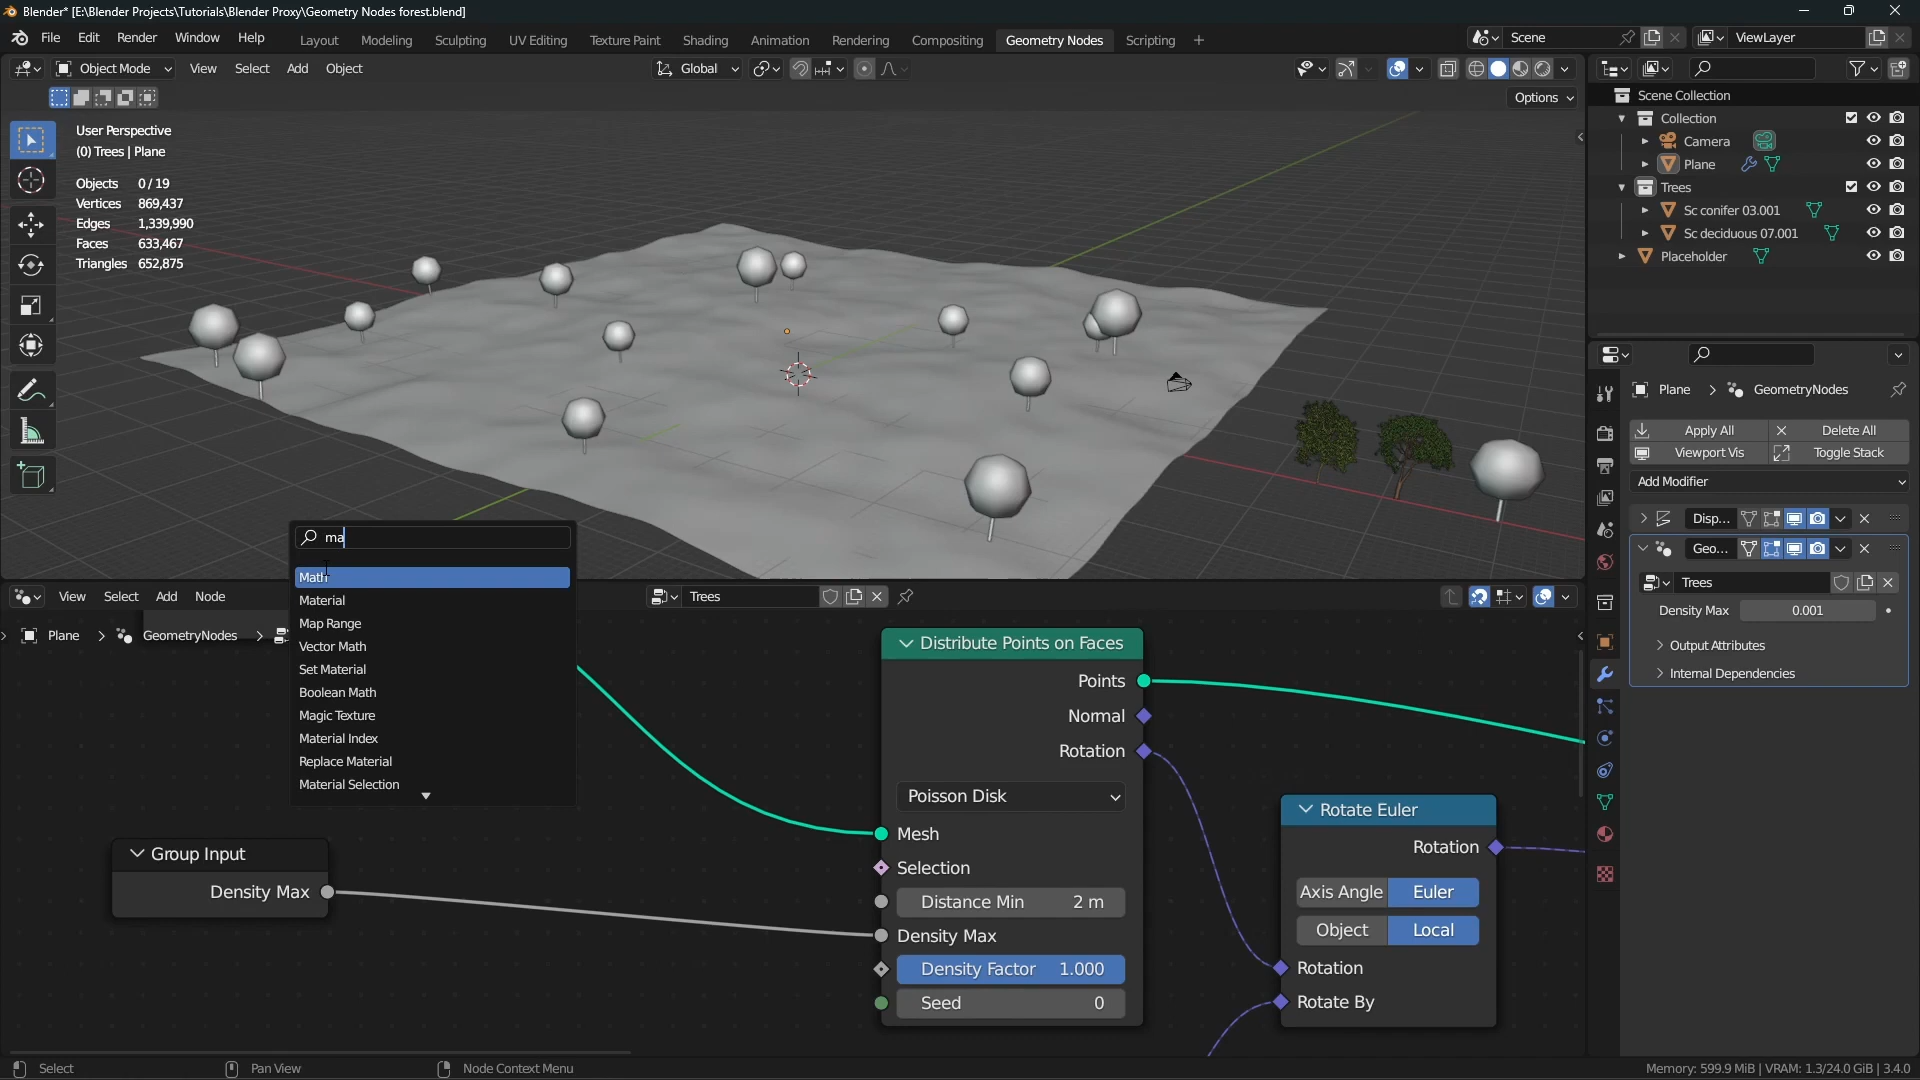 Blender* [E:\Blender Projects\Tutorials\Blender Proxy\Geometry Nodes forest.blend]
File Edit Render Window Help Layout Modeling Sculpting UV Editing Texture Paint Shading Animation Rendering Compositing Geometry Nodes Scripting + Scene ViewLayer
Object Mode View Select Add Object Global
Options
User Perspective
(0) Trees | Plane
Objects 0/19
Vertices 869,437
Edges 1,339,990
Faces 633,467
Triangles 652,875
Scene Collection
Collection
Camera
Plane
Trees
Sc conifer 03.001
Sc deciduous 07.001
Placeholder
Plane > GeometryNodes
Apply All Delete All
Viewport Vis Toggle Stack
Add Modifier
Disp...
Geo...
Trees
Density Max 0.001
Output Attributes
Internal Dependencies
ma
Math
Material
Map Range
Vector Math
Set Material
Boolean Math
Magic Texture
Material Index
Replace Material
Material Selection
View Select Add Node Trees
Plane > GeometryNodes >
Group Input
Density Max
Distribute Points on Faces
Points
Normal
Rotation
Poisson Disk
Mesh
Selection
Distance Min 2 m
Density Max
Density Factor 1.000
Seed 0
Rotate Euler
Rotation
Axis Angle Euler
Object Local
Rotation
Rotate By
Select Pan View Node Context Menu Memory: 599.9 MiB | VRAM: 1.3/24.0 GiB | 3.4.0